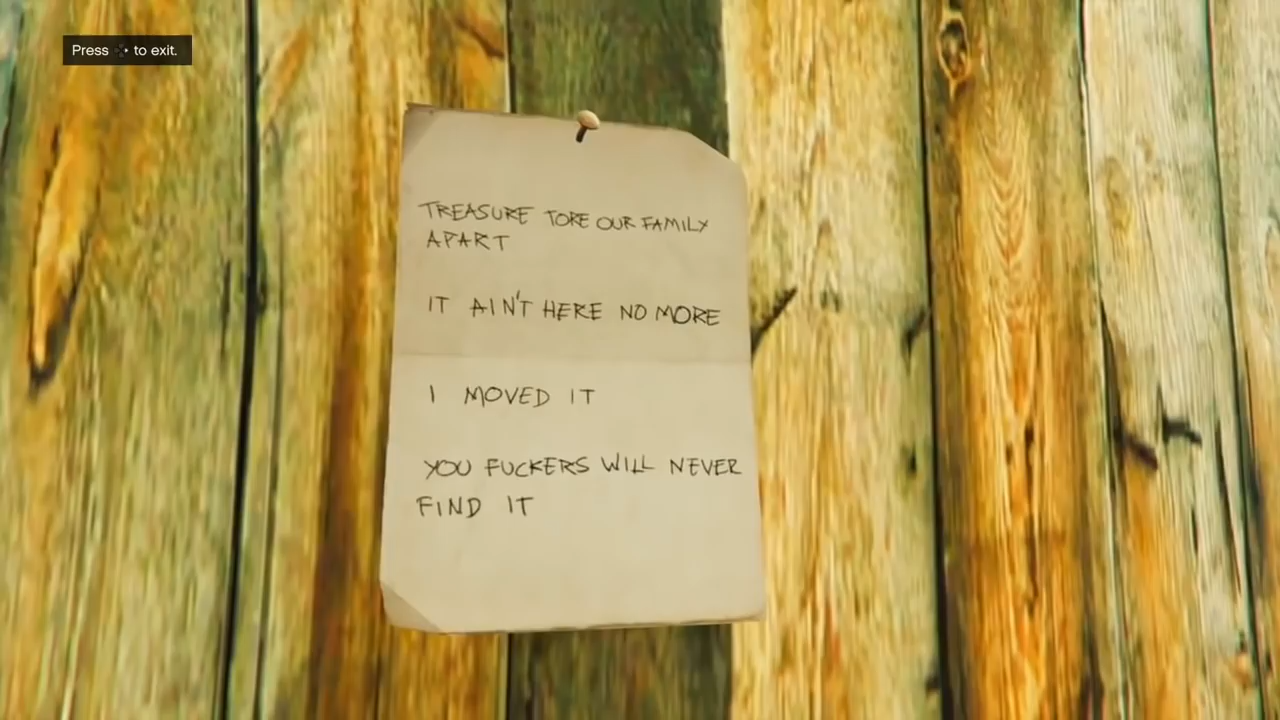 Press to exit.
TREASURE TORE OUR FAMILY
APART
IT AIN'T HERE NO MORE
I MOVED IT
YOU FUCKERS WILL NEVER
FIND IT